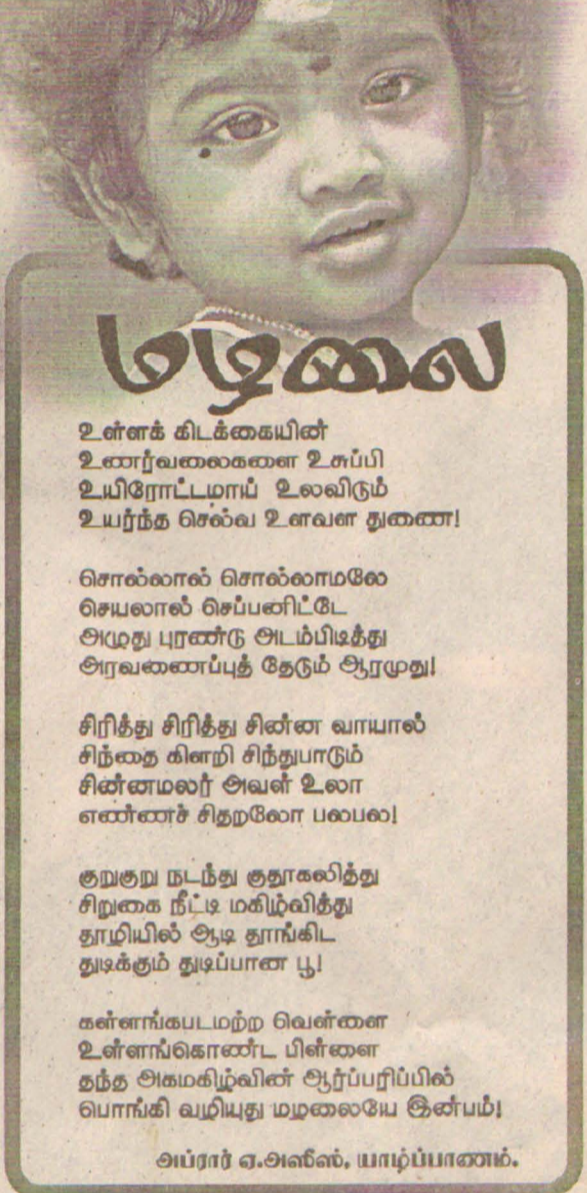 மழலை
உள்ளக் கிடக்கையின்
உணர்வலைகளை உசுப்பி
உயிரோட்டமாய் உலவிடும்
உயர்ந்த செல்வ உளவள துணை!
சொல்லால் சொல்லாமலே
செயலால் செப்பனிட்டே
அழுது புரண்டு அடம்பிடித்து
அரவணைப்புத் தேடும் ஆரமுது!
சிரித்து சிரித்து சின்ன வாயால்
சிந்தை கிளறி சிந்துபாடும்
சின்னமலர் அவள் உலா
எண்ணச் சிதறலோ பலபல!
குறுகுறு நடந்து குதூகலித்து
சிறுகை நீட்டி மகிழ்வித்து
தூழியில் ஆடி தூங்கிட
துடிக்கும் துடிப்பான பூ!
கள்ளங்கபடமற்ற வெள்ளை
உள்ளங்கொண்ட பிள்ளை
தந்த அகமகிழ்வின் ஆர்ப்பரிப்பில்
பொங்கி வழியுது மழலையே இன்பம்!
அப்ரார் ஏ.அஸீஸ், யாழ்ப்பாணம்.